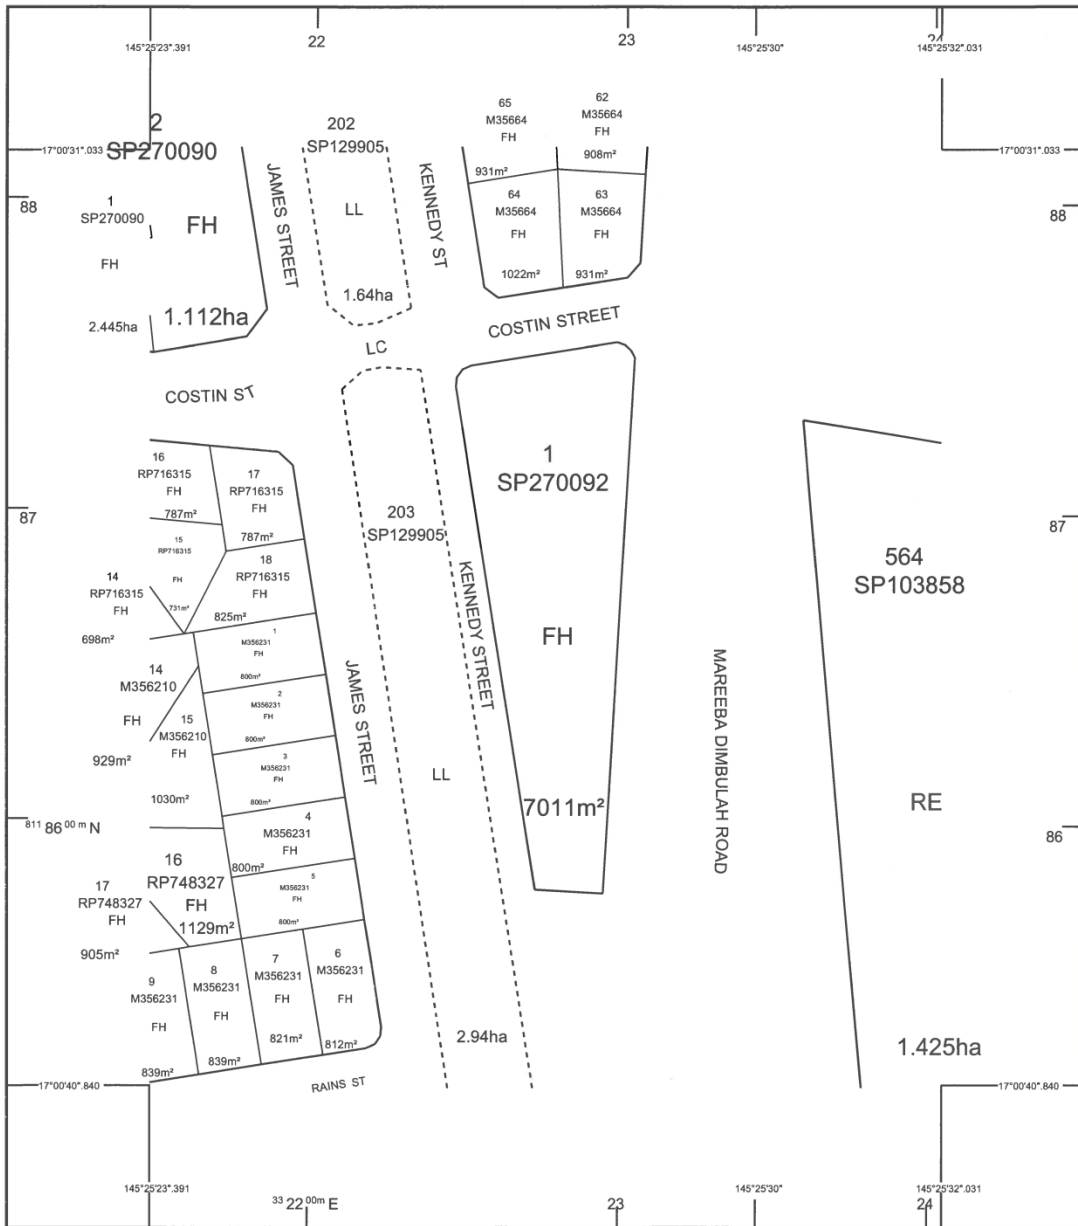 22
23
24
145°25'23".391
145°25'30"
145°25'32".031
17°00'31".033
17°00'31".033
88
88
2
SP270090
1
SP270090
FH
2.445ha
FH
1.112ha
JAMES STREET
202
SP129905
LL
1.64ha
KENNEDY ST
65
M35664
FH
931m²
62
M35664
FH
908m²
64
M35664
FH
1022m²
63
M35664
FH
931m²
COSTIN STREET
LC
COSTIN ST
16
RP716315
FH
787m²
17
RP716315
FH
787m²
87
87
15
RP716315
FH
731m²
14
RP716315
FH
698m²
18
RP716315
FH
825m²
203
SP129905
LL
2.94ha
KENNEDY STREET
1
SP270092
FH
7011m²
564
SP103858
RE
1.425ha
MAREEBA DIMBULAH ROAD
JAMES STREET
1
M356231
FH
800m²
14
M356210
FH
929m²
15
M356210
FH
1030m²
2
M356231
FH
800m²
3
M356231
FH
800m²
811 86 00 m N
86
4
M356231
FH
800m²
16
RP748327
FH
1129m²
17
RP748327
FH
905m²
5
M356231
FH
800m²
9
M356231
FH
839m²
8
M356231
FH
839m²
7
M356231
FH
821m²
6
M356231
FH
812m²
RAINS ST
17°00'40".840
17°00'40".840
145°25'23".391
33 22 00m E
23
145°25'30"
145°25'32".031
24